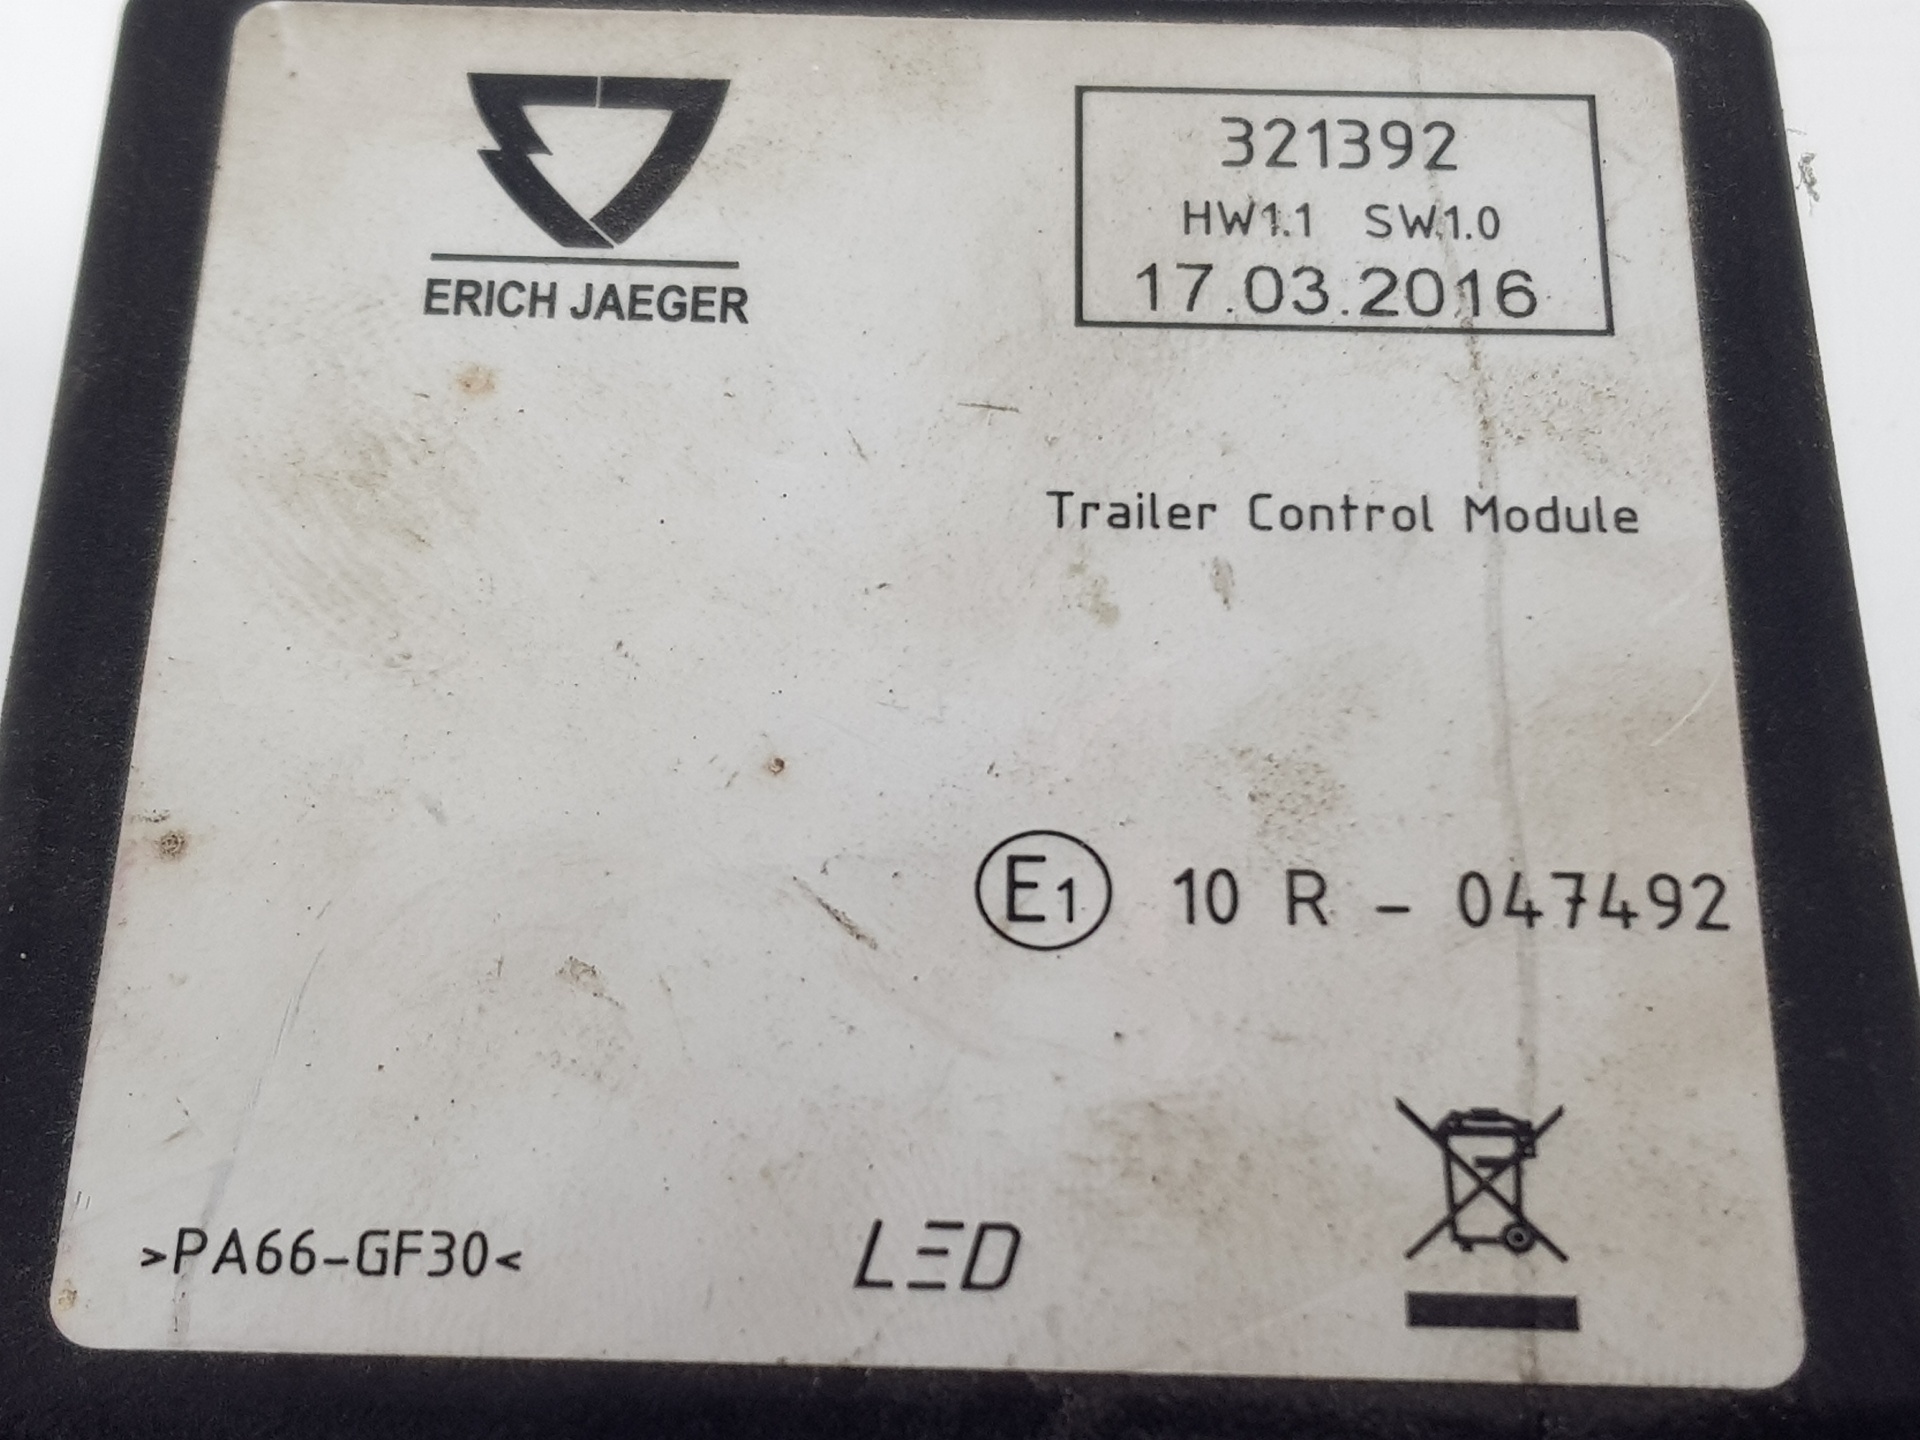 ERICH JAEGER
321392
HW1.1 SW1.0
17.03.2016
Trailer Control Module
E1 10 R - 047492
>PA66-GF30<
LED